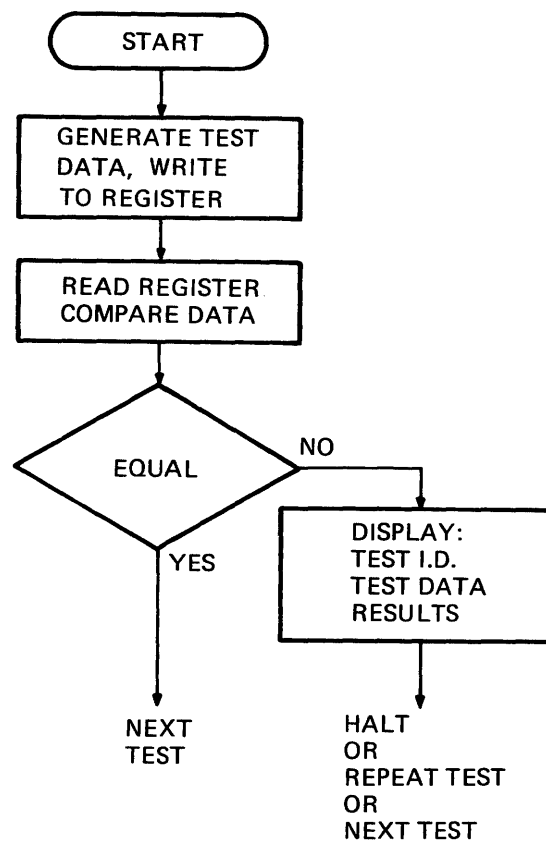 START
GENERATE TEST
DATA, WRITE
TO REGISTER
READ REGISTER
COMPARE DATA
EQUAL
NO
YES
DISPLAY:
TEST I.D.
TEST DATA
RESULTS
NEXT
TEST
HALT
OR
REPEAT TEST
OR
NEXT TEST